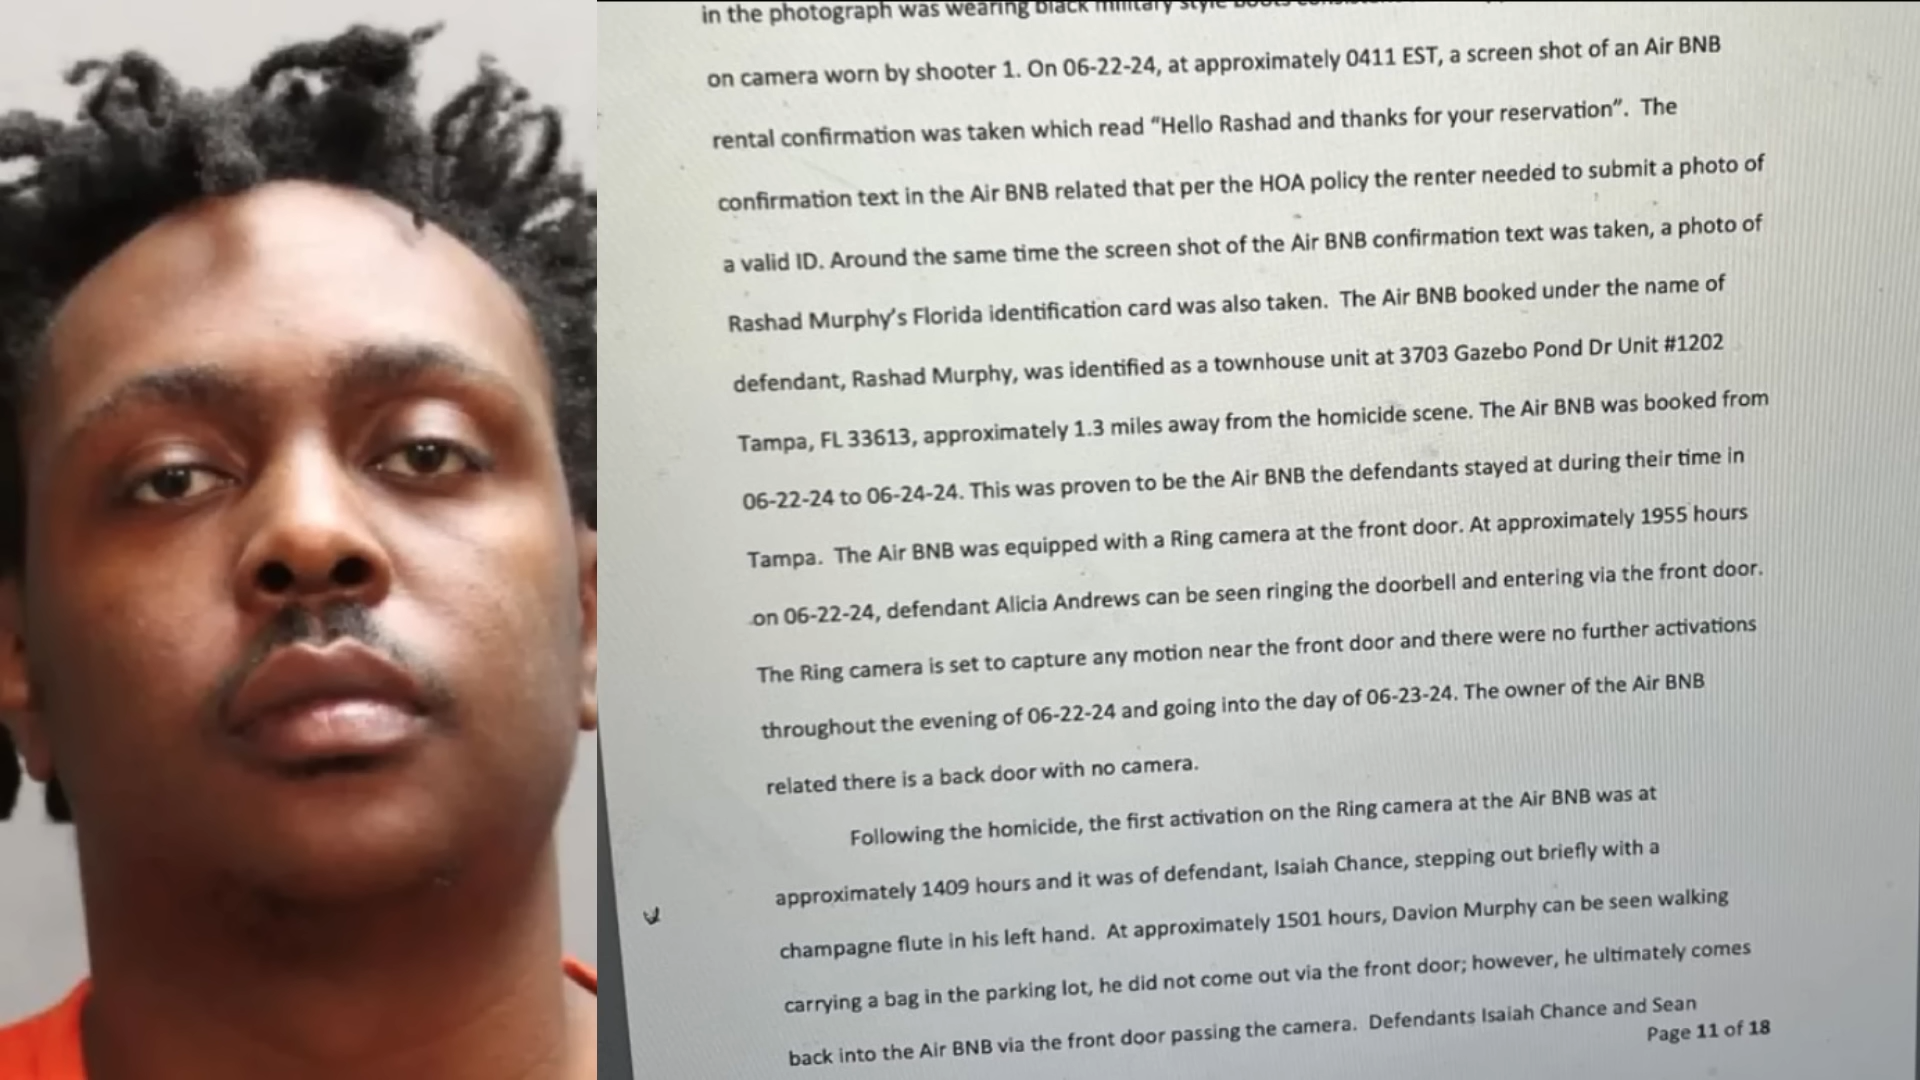 in the photograph was wearing black military style boots
on camera worn by shooter 1. On 06-22-24, at approximately 0411 EST, a screen shot of an Air BNB
rental confirmation was taken which read “Hello Rashad and thanks for your reservation”. The
confirmation text in the Air BNB related that per the HOA policy the renter needed to submit a photo of
a valid ID. Around the same time the screen shot of the Air BNB confirmation text was taken, a photo of
Rashad Murphy’s Florida identification card was also taken. The Air BNB booked under the name of
defendant, Rashad Murphy, was identified as a townhouse unit at 3703 Gazebo Pond Dr Unit #1202
Tampa, FL 33613, approximately 1.3 miles away from the homicide scene. The Air BNB was booked from
06-22-24 to 06-24-24. This was proven to be the Air BNB the defendants stayed at during their time in
Tampa. The Air BNB was equipped with a Ring camera at the front door. At approximately 1955 hours
on 06-22-24, defendant Alicia Andrews can be seen ringing the doorbell and entering via the front door.
The Ring camera is set to capture any motion near the front door and there were no further activations
throughout the evening of 06-22-24 and going into the day of 06-23-24. The owner of the Air BNB
related there is a back door with no camera.
Following the homicide, the first activation on the Ring camera at the Air BNB was at
approximately 1409 hours and it was of defendant, Isaiah Chance, stepping out briefly with a
champagne flute in his left hand. At approximately 1501 hours, Davion Murphy can be seen walking
carrying a bag in the parking lot, he did not come out via the front door; however, he ultimately comes
back into the Air BNB via the front door passing the camera. Defendants Isaiah Chance and Sean
Page 11 of 18